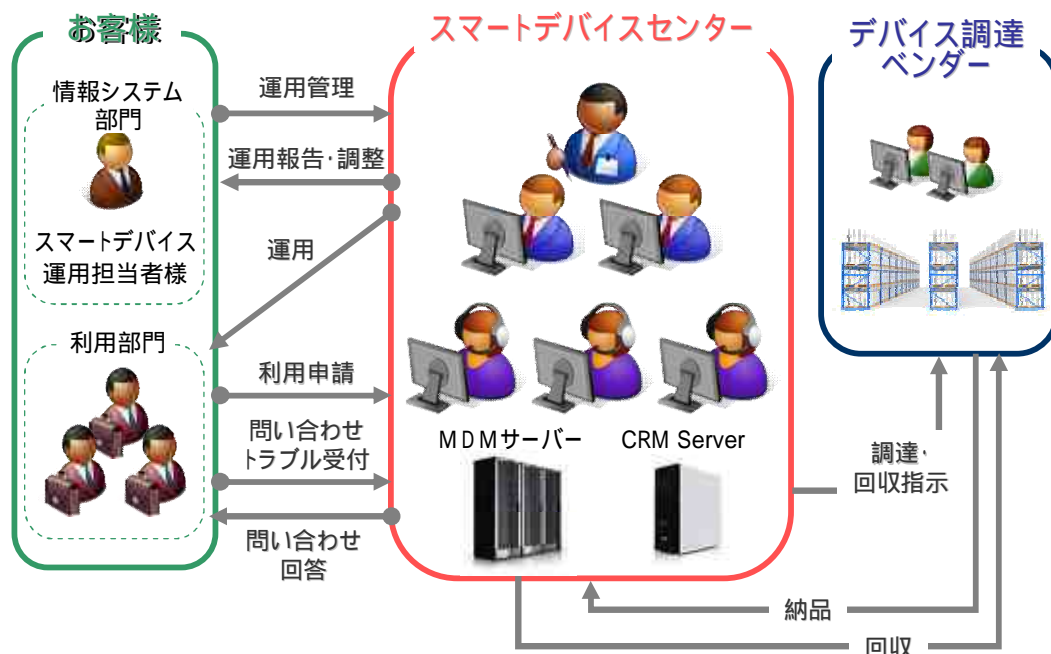 お客様
情報システム
部門
スマートデバイス
運用担当者様
利用部門
運用管理
運用報告・調整
運用
利用申請
問い合わせ
トラブル受付
問い合わせ
回答
スマートデバイスセンター
MDMサーバー
CRM Server
デバイス調達
ベンダー
調達・
回収指示
納品
回収